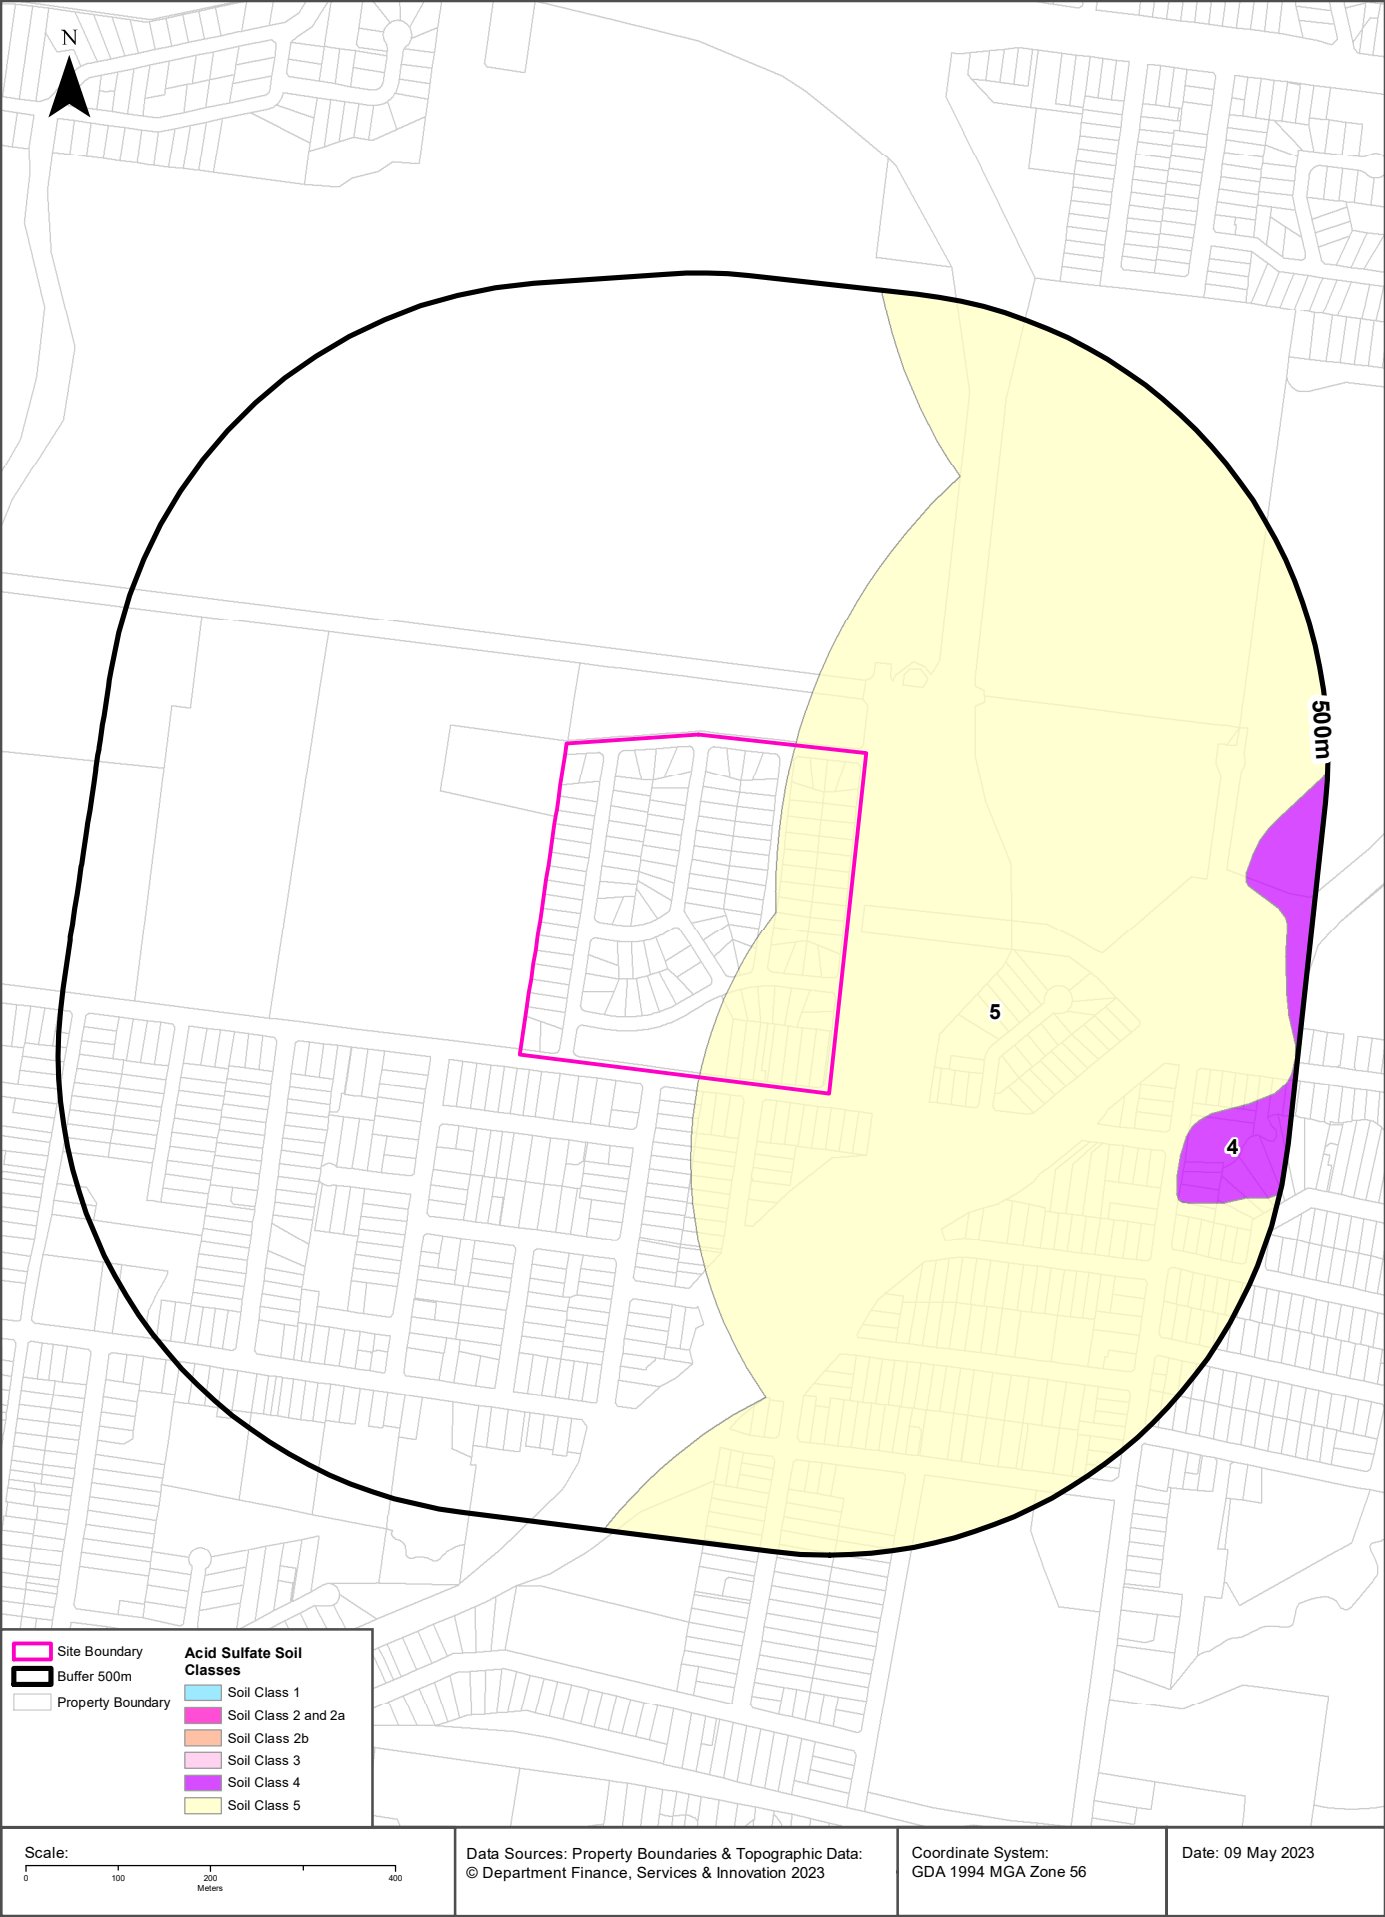 N
500m
5
4
Site Boundary
Buffer 500m
Property Boundary
Acid Sulfate Soil
Classes
Soil Class 1
Soil Class 2 and 2a
Soil Class 2b
Soil Class 3
Soil Class 4
Soil Class 5
Scale:
0 100 200 400
Meters
Data Sources: Property Boundaries & Topographic Data:
© Department Finance, Services & Innovation 2023
Coordinate System:
GDA 1994 MGA Zone 56
Date: 09 May 2023